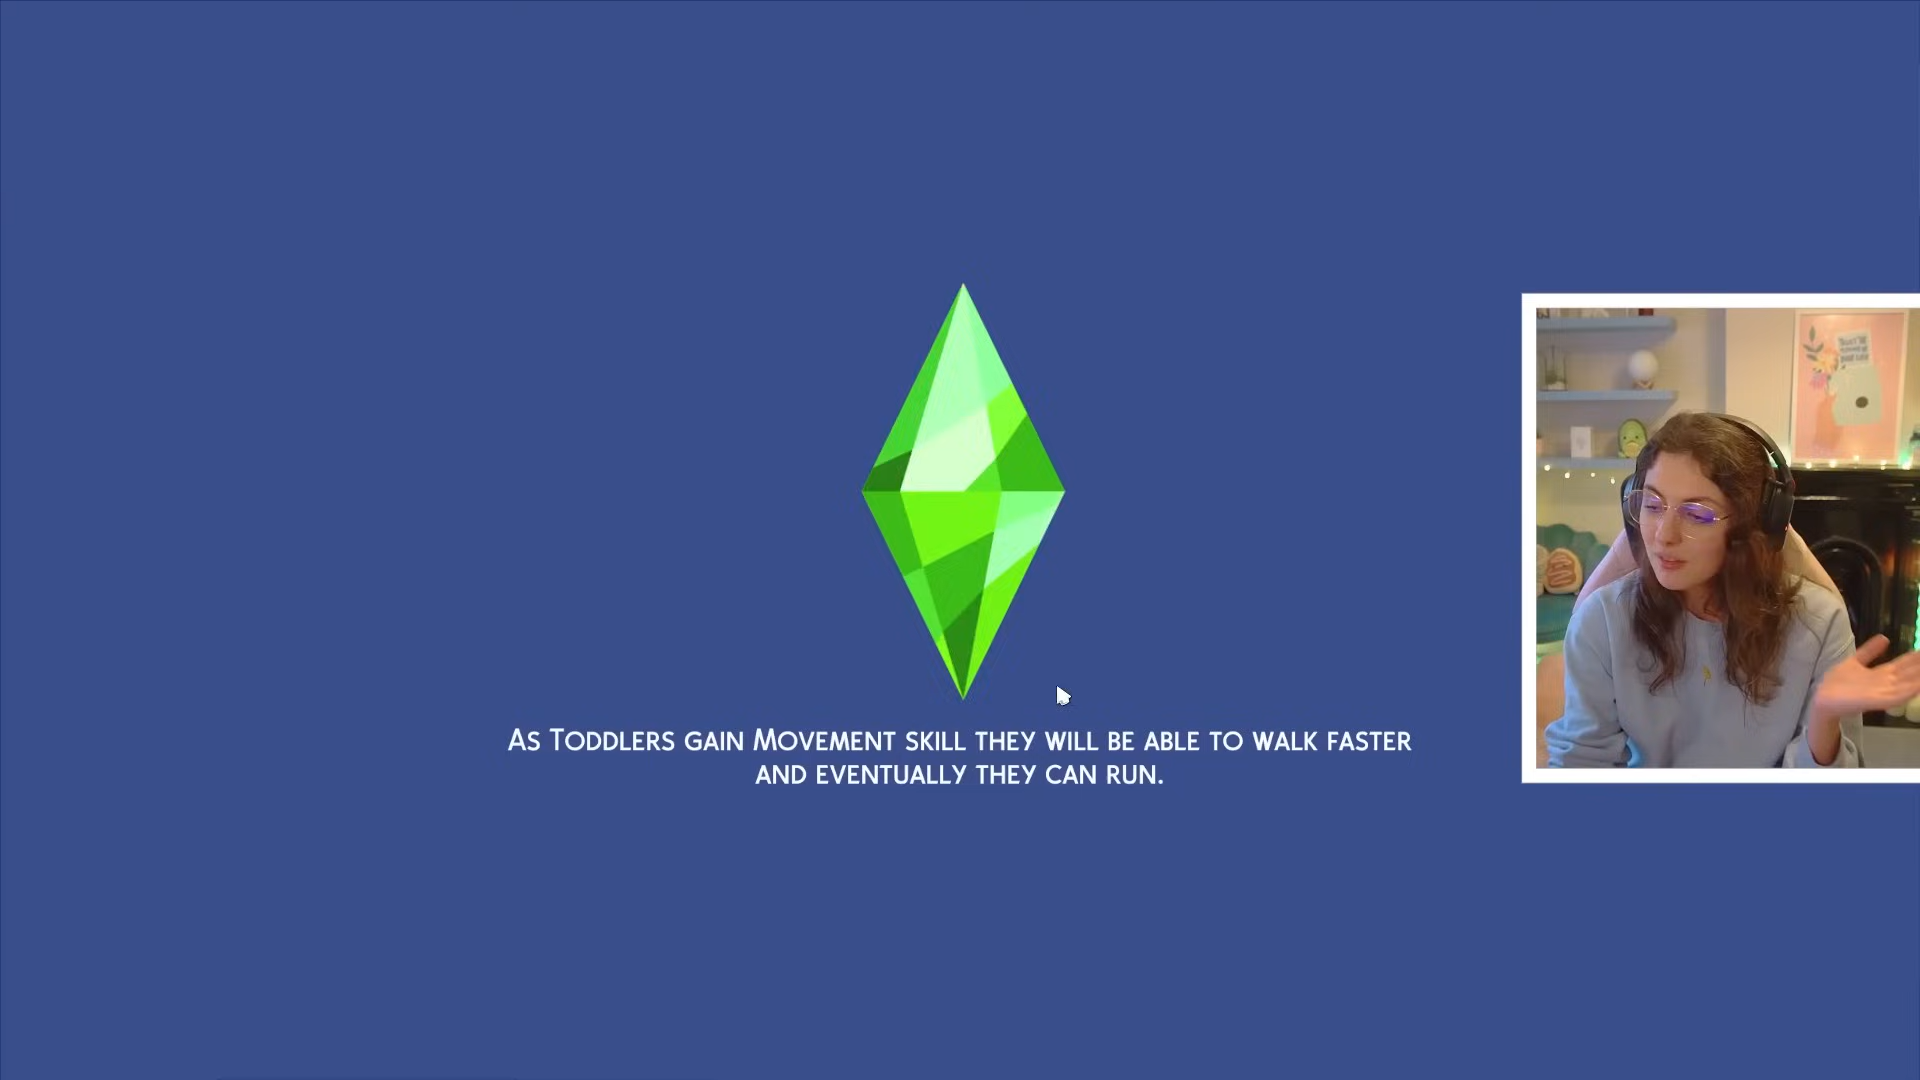 As Toddlers gain Movement skill they will be able to walk faster
and eventually they can run.